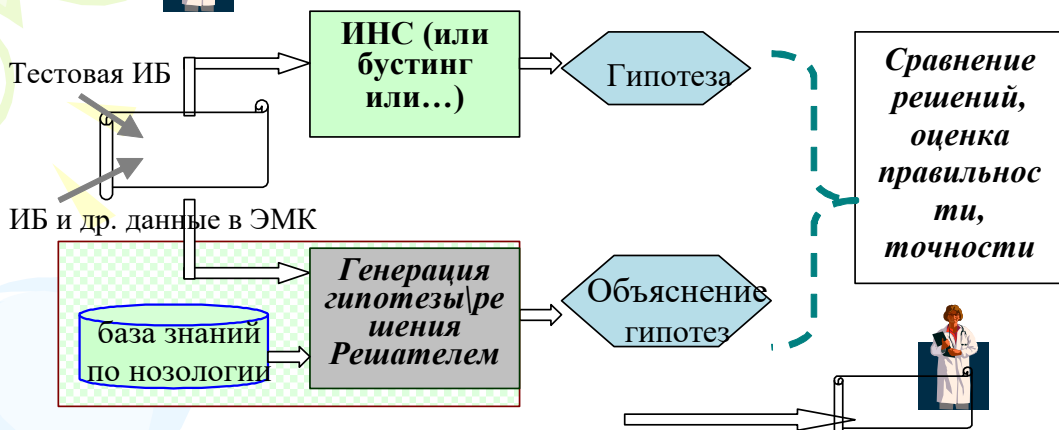 Тестовая ИБ
ИБ и др. данные в ЭМК
ИНС (или
бустинг
или…)
Гипотеза
база знаний
по нозологии
Генерация
гипотезы\ре
шения
Решателем
Объяснение
гипотез
Сравнение
решений,
оценка
правильнос
ти,
точности